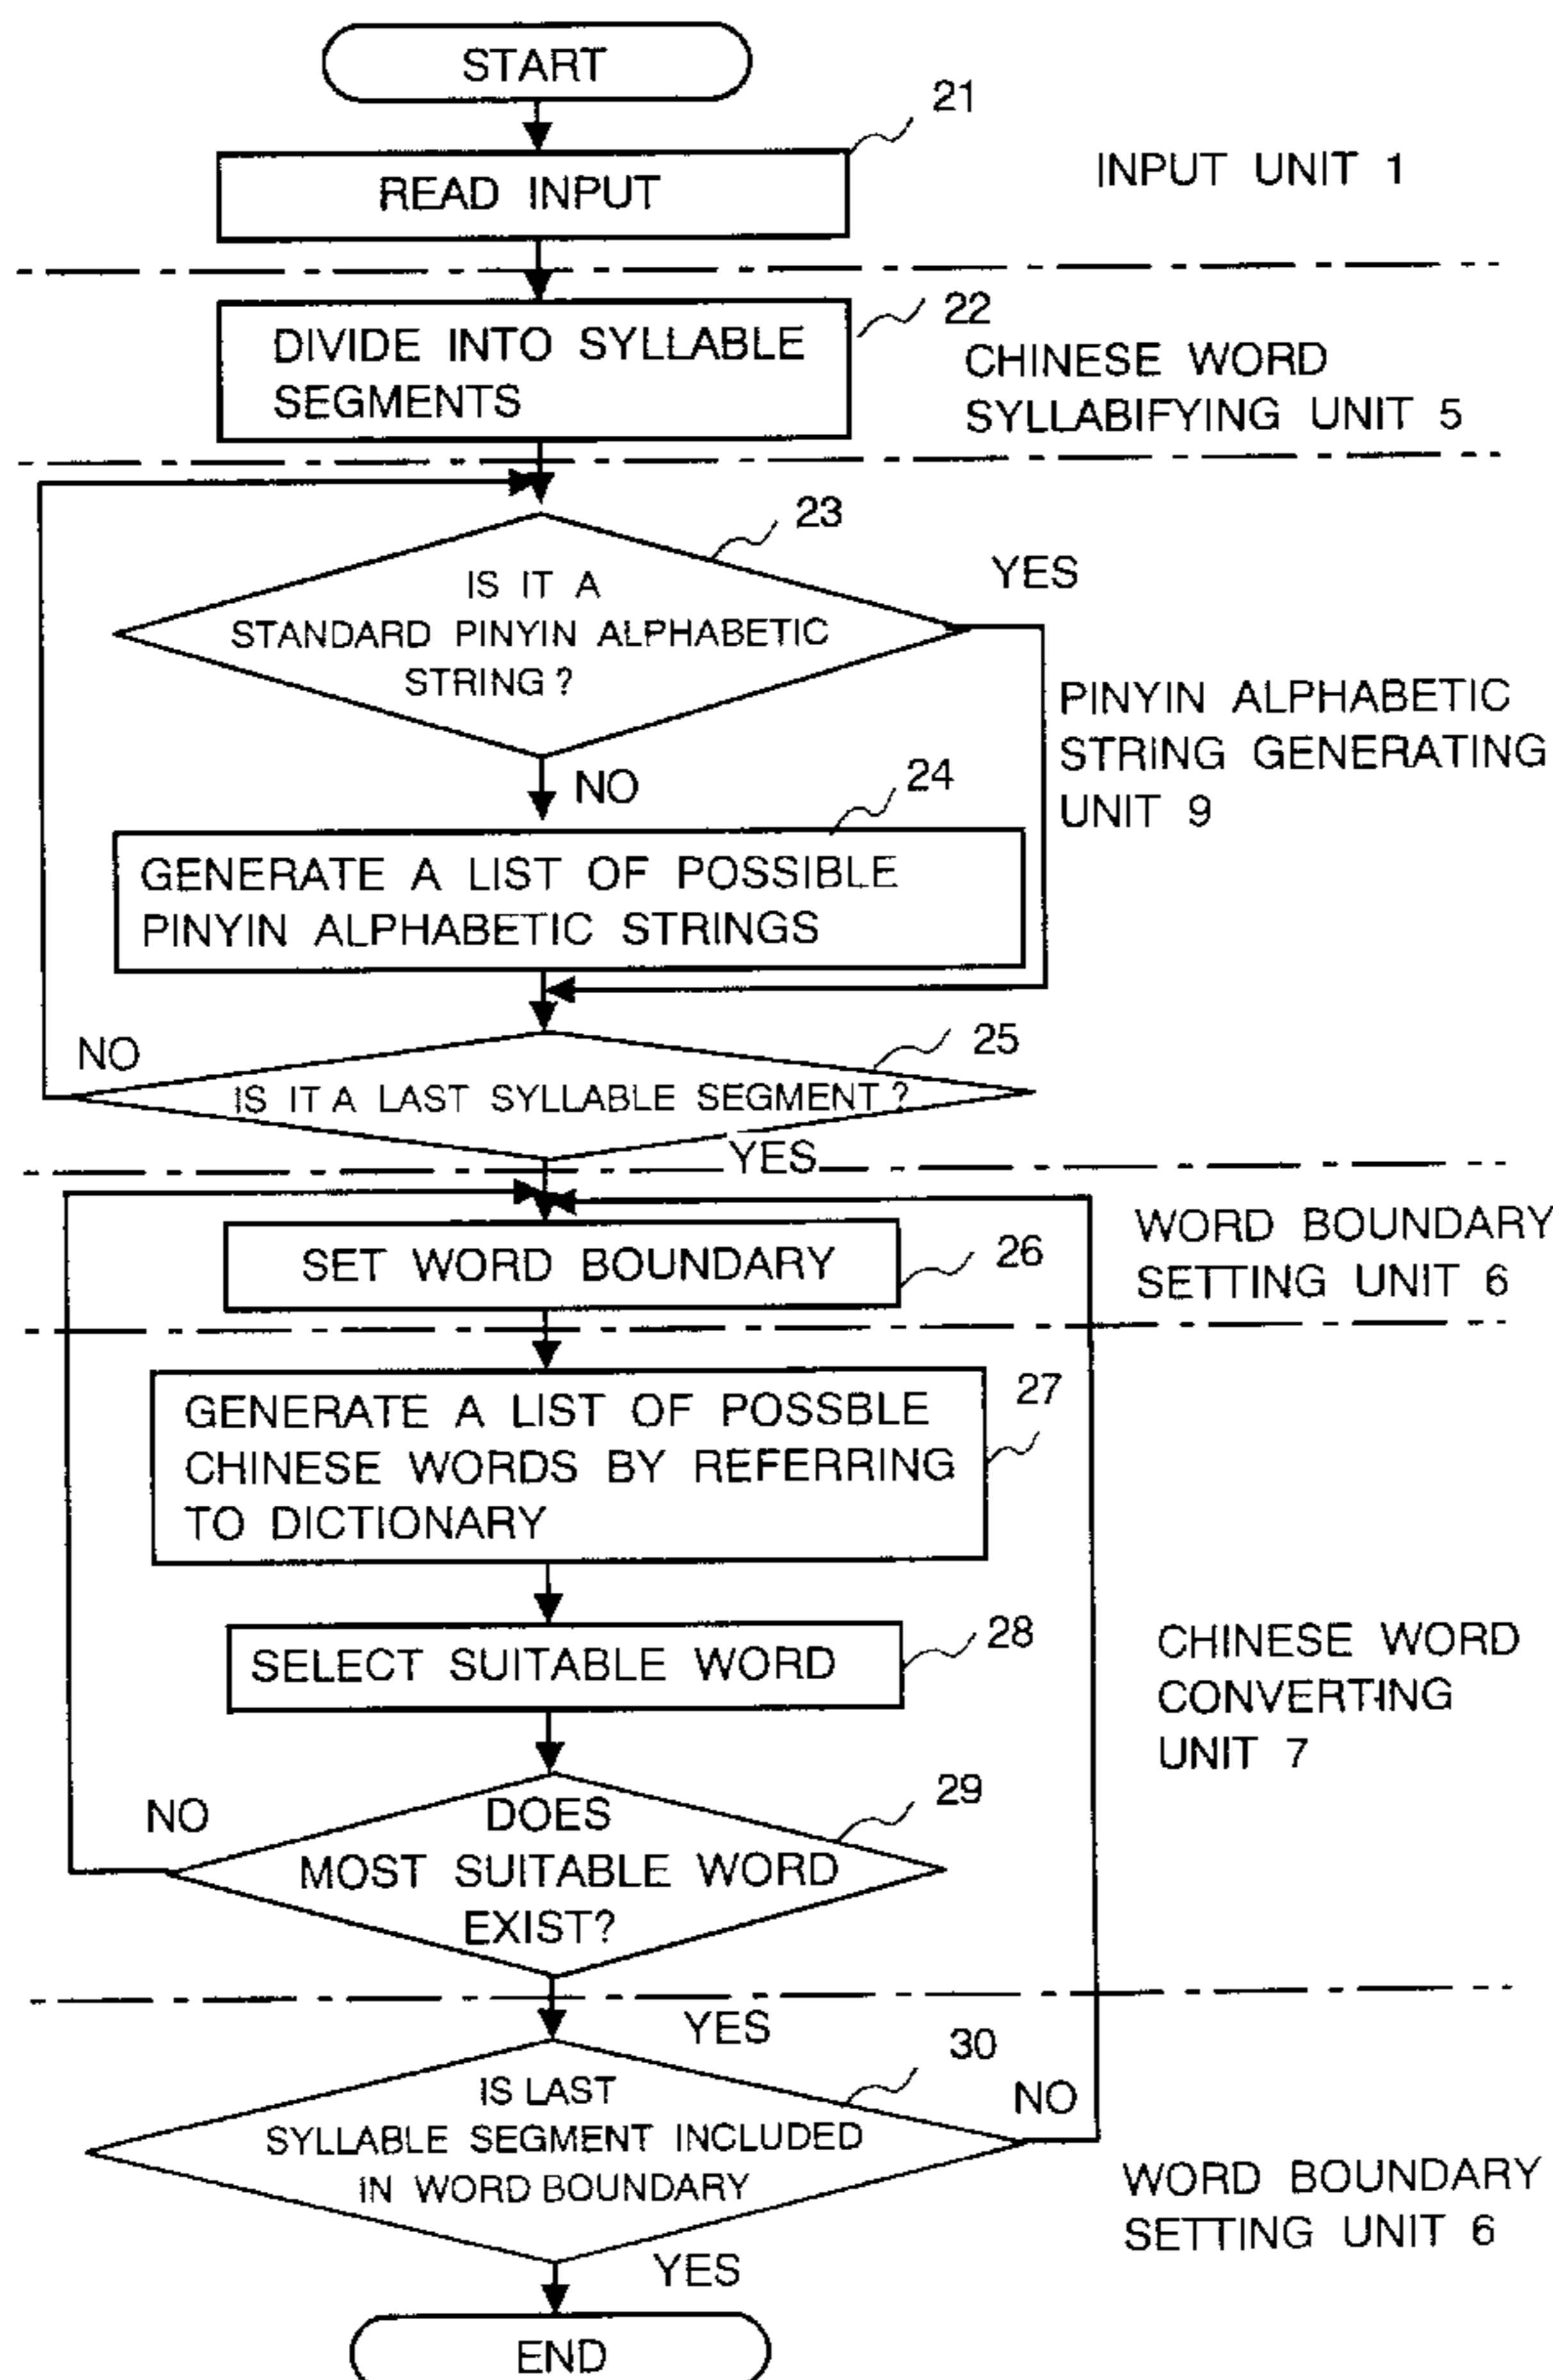 START
21
READ INPUT
INPUT UNIT 1
22
DIVIDE INTO SYLLABLE
SEGMENTS
CHINESE WORD
SYLLABIFYING UNIT 5
23
YES
IS IT A
STANDARD PINYIN ALPHABETIC
STRING?
PINYIN ALPHABETIC
STRING GENERATING
UNIT 9
NO
24
GENERATE A LIST OF POSSIBLE
PINYIN ALPHABETIC STRINGS
NO
25
IS IT A LAST SYLLABLE SEGMENT?
YES
SET WORD BOUNDARY
26
WORD BOUNDARY
SETTING UNIT 6
27
GENERATE A LIST OF POSSBLE
CHINESE WORDS BY REFERRING
TO DICTIONARY
28
SELECT SUITABLE WORD
CHINESE WORD
CONVERTING
UNIT 7
29
NO
DOES
MOST SUITABLE WORD
EXIST?
YES
30
NO
IS LAST
SYLLABLE SEGMENT INCLUDED
IN WORD BOUNDARY
WORD BOUNDARY
SETTING UNIT 6
YES
END